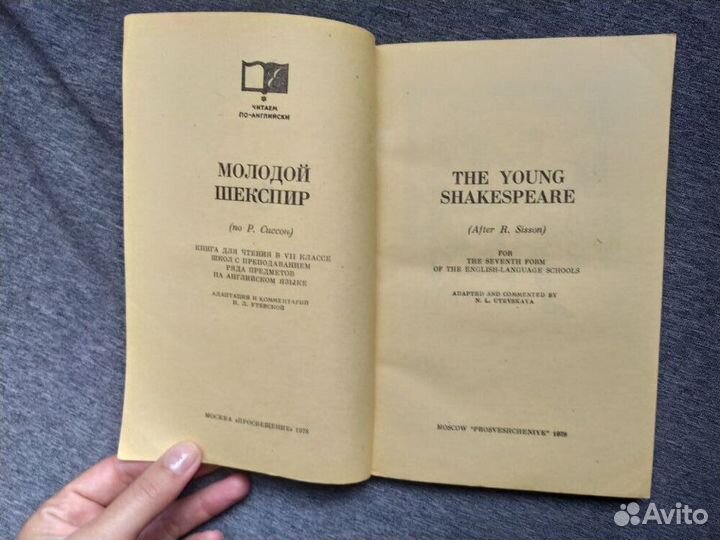 ЧИТАЕМ
ПО-АНГЛИЙСКИ
МОЛОДОЙ
ШЕКСПИР
(по Р. Сиссон)
КНИГА ДЛЯ ЧТЕНИЯ В VII КЛАССЕ
ШКОЛ С ПРЕПОДАВАНИЕМ
РЯДА ПРЕДМЕТОВ
НА АНГЛИЙСКОМ ЯЗЫКЕ
АДАПТАЦИЯ И КОММЕНТАРИЙ
Н. Л. УТЕВСКОЙ
МОСКВА «ПРОСВЕЩЕНИЕ» 1978
THE YOUNG
SHAKESPEARE
(After R. Sisson)
FOR
THE SEVENTH FORM
OF THE ENGLISH-LANGUAGE SCHOOLS
ADAPTED AND COMMENTED BY
N. L. UTEVSKAYA
MOSCOW "PROSVESHCHENIYE" 1978
Avito